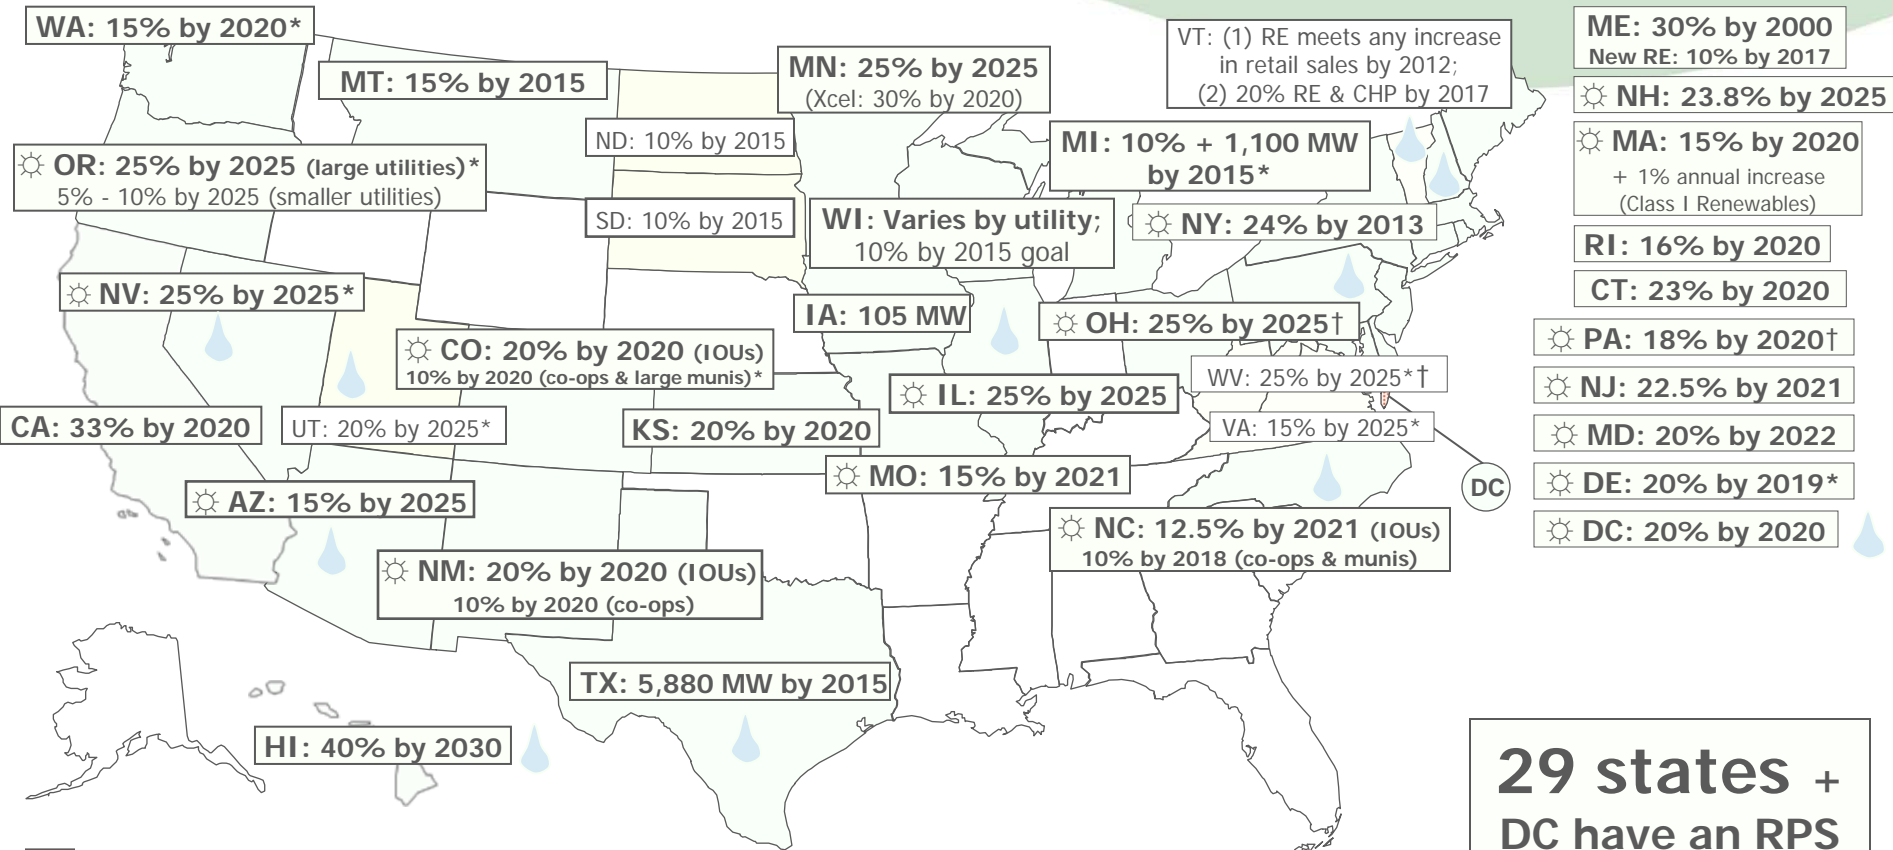 WA: 15% by 2020*
MT: 15% by 2015
MN: 25% by 2025
(Xcel: 30% by 2020)
VT: (1) RE meets any increase
in retail sales by 2012;
(2) 20% RE & CHP by 2017
ME: 30% by 2000
New RE: 10% by 2017
☼ NH: 23.8% by 2025
ND: 10% by 2015
MI: 10% + 1,100 MW
by 2015*
☼ MA: 15% by 2020
+ 1% annual increase
(Class I Renewables)
☼ OR: 25% by 2025 (large utilities)*
5% - 10% by 2025 (smaller utilities)
SD: 10% by 2015
WI: Varies by utility;
10% by 2015 goal
☼ NY: 24% by 2013
RI: 16% by 2020
CT: 23% by 2020
☼ NV: 25% by 2025*
IA: 105 MW
☼ OH: 25% by 2025†
☼ PA: 18% by 2020†
☼ CO: 20% by 2020 (IOUs)
10% by 2020 (co-ops & large munis)*
WV: 25% by 2025*†
☼ IL: 25% by 2025
☼ NJ: 22.5% by 2021
CA: 33% by 2020
UT: 20% by 2025*
KS: 20% by 2020
VA: 15% by 2025*
☼ MD: 20% by 2022
☼ MO: 15% by 2021
DC
☼ DE: 20% by 2019*
☼ AZ: 15% by 2025
☼ NC: 12.5% by 2021 (IOUs)
10% by 2018 (co-ops & munis)
☼ DC: 20% by 2020
☼ NM: 20% by 2020 (IOUs)
10% by 2020 (co-ops)
TX: 5,880 MW by 2015
HI: 40% by 2030
29 states +
DC have an RPS